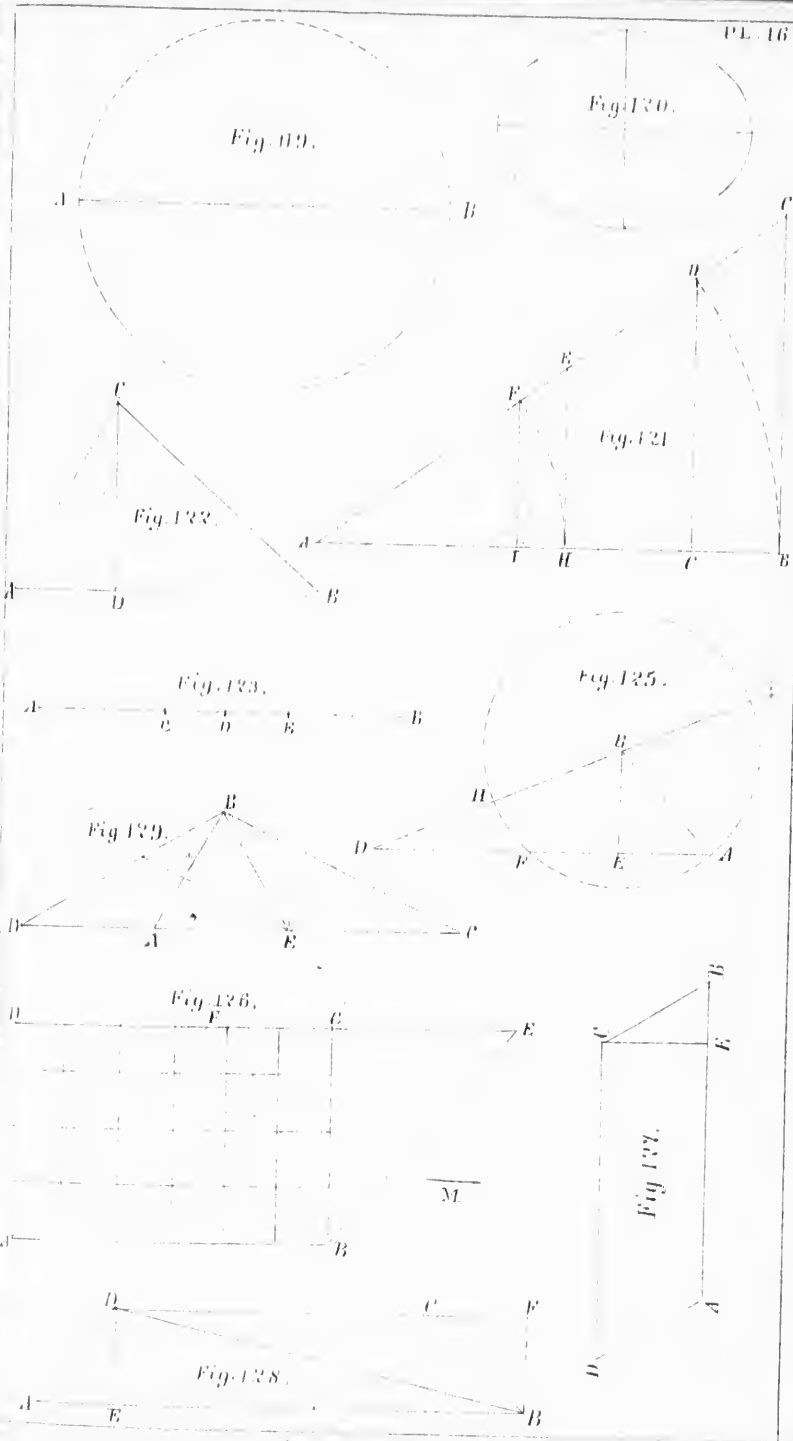 PL. 16
Fig. 119.
A B
Fig. 120.
C
D
E
F
Fig. 121
A I H C B
C
Fig. 122.
A D B
Fig. 123.
A C D E B
Fig. 125.
B
H
D F E A
Fig. 129.
B
D A E C
Fig. 126.
D F C E
M
A B
B
C E
Fig. 127.
A
D
D C F
Fig. 128.
A E B